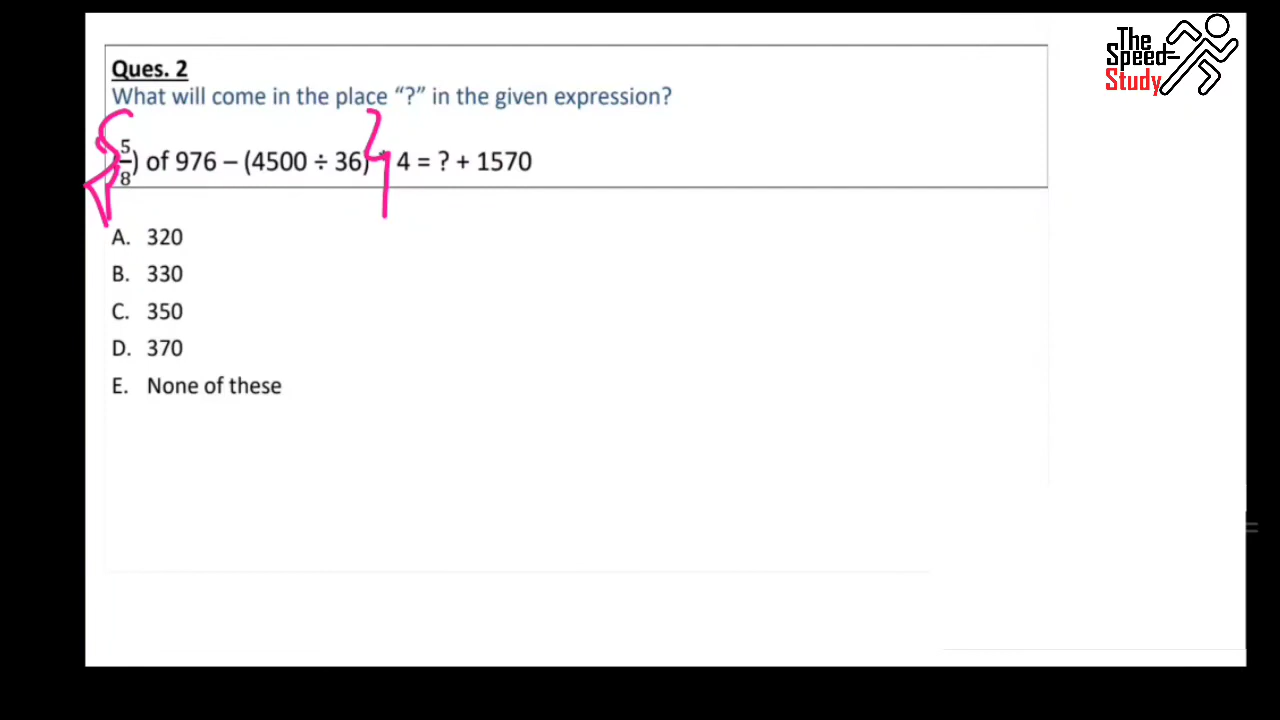 The
Speed
Study
Ques. 2
What will come in the place “?” in the given expression?
{(5/8) of 976 – (4500 ÷ 36)} * 4 = ? + 1570
A. 320
B. 330
C. 350
D. 370
E. None of these